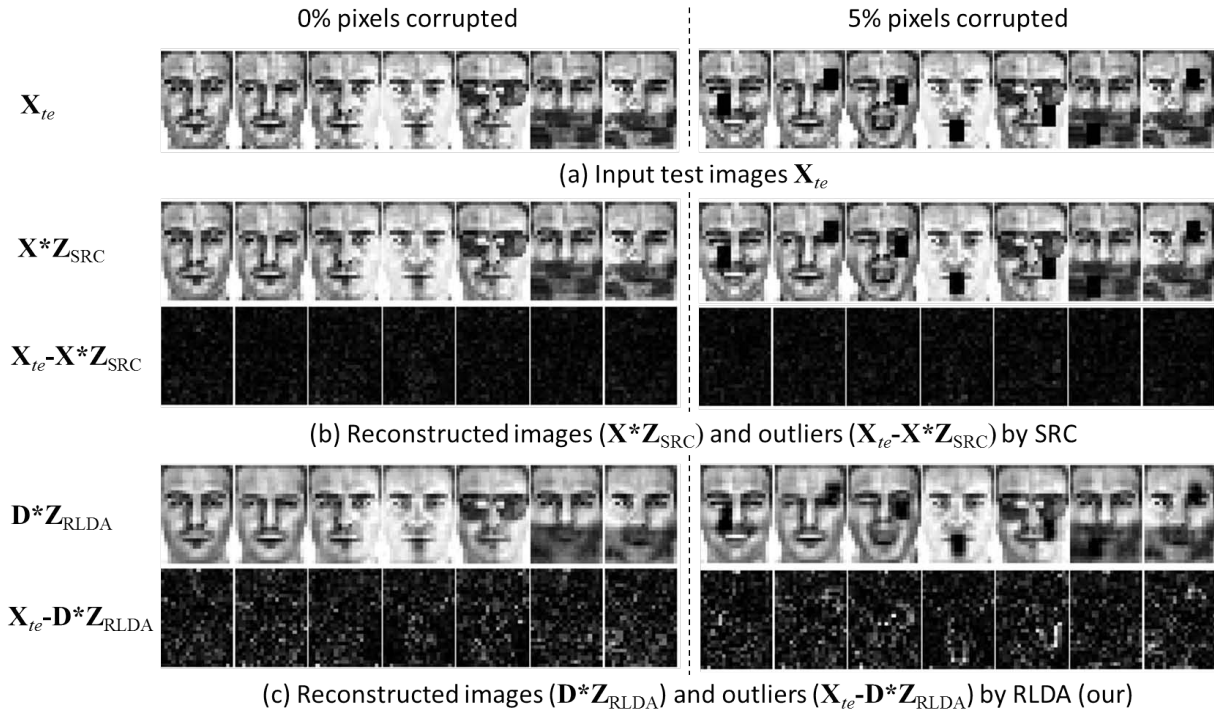 0% pixels corrupted
5% pixels corrupted
X_te
(a) Input test images X_te
X*Z_SRC
X_te-X*Z_SRC
(b) Reconstructed images (X*Z_SRC) and outliers (X_te-X*Z_SRC) by SRC
D*Z_RLDA
X_te-D*Z_RLDA
(c) Reconstructed images (D*Z_RLDA) and outliers (X_te-D*Z_RLDA) by RLDA (our)